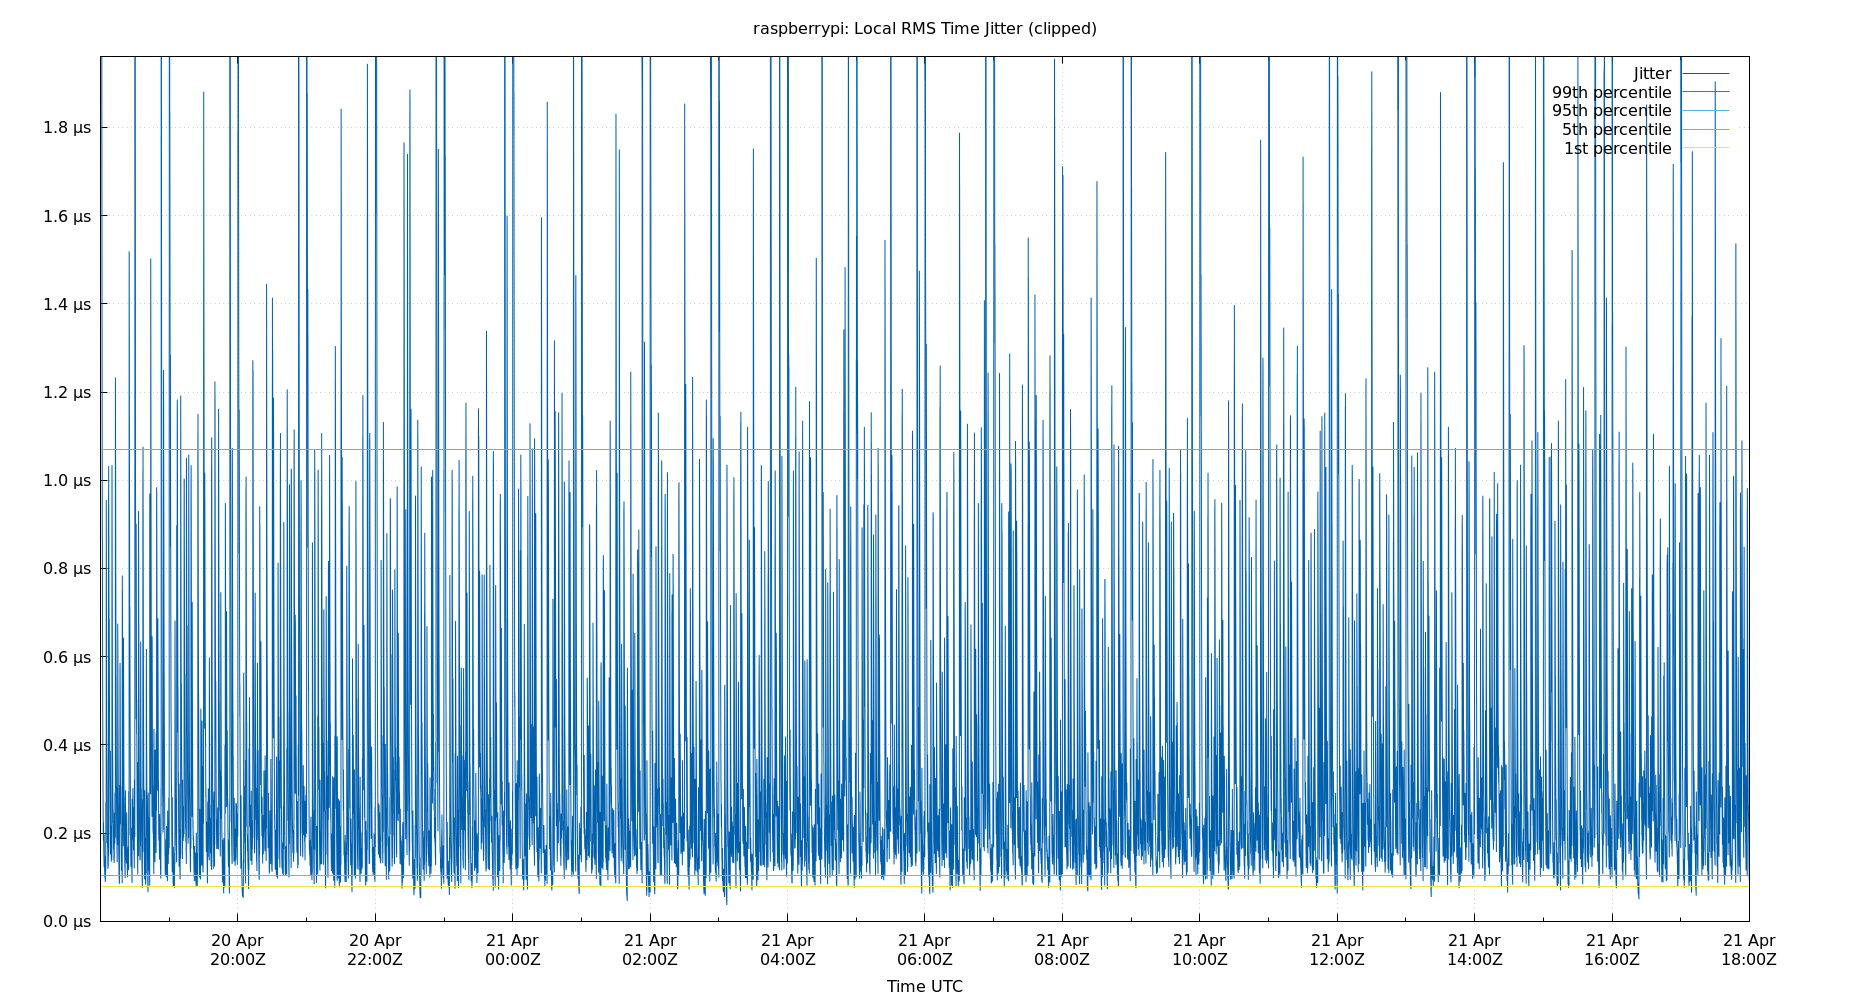 raspberrypi: Local RMS Time Jitter (clipped)
Jitter
99th percentile
95th percentile
5th percentile
1st percentile
1.8 µs
1.6 µs
1.4 µs
1.2 µs
1.0 µs
0.8 µs
0.6 µs
0.4 µs
0.2 µs
0.0 µs
20 Apr 20 Apr 21 Apr 21 Apr 21 Apr 21 Apr 21 Apr 21 Apr 21 Apr 21 Apr 21 Apr 21 Apr
20:00Z 22:00Z 00:00Z 02:00Z 04:00Z 06:00Z 08:00Z 10:00Z 12:00Z 14:00Z 16:00Z 18:00Z
Time UTC